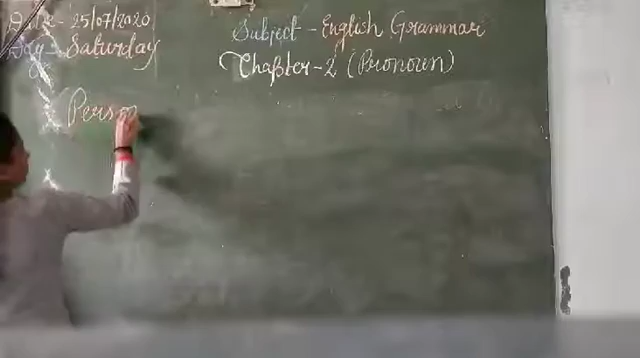 Date - 25/07/2020
Day - Saturday
Subject - English Grammar
Chapter - 2 (Pronoun)
Person